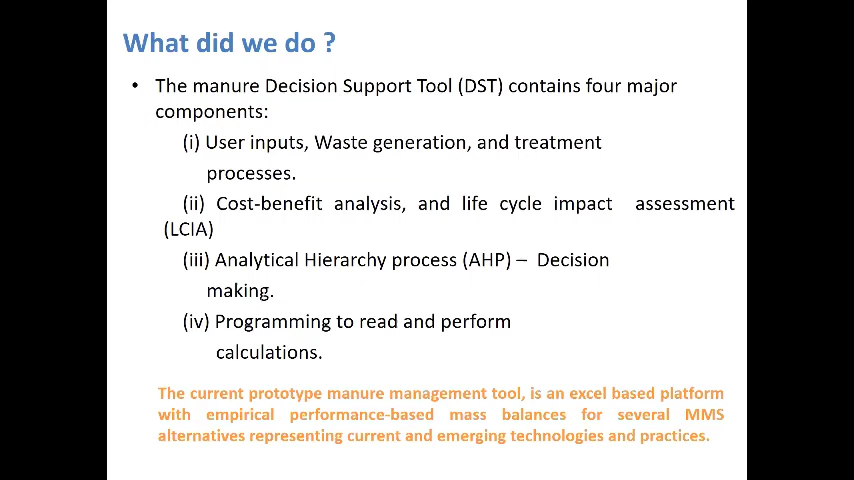 What did we do ?
• The manure Decision Support Tool (DST) contains four major
components:
(i) User inputs, Waste generation, and treatment
processes.
(ii) Cost-benefit analysis, and life cycle impact assessment
(LCIA)
(iii) Analytical Hierarchy process (AHP) – Decision
making.
(iv) Programming to read and perform
calculations.
The current prototype manure management tool, is an excel based platform
with empirical performance-based mass balances for several MMS
alternatives representing current and emerging technologies and practices.